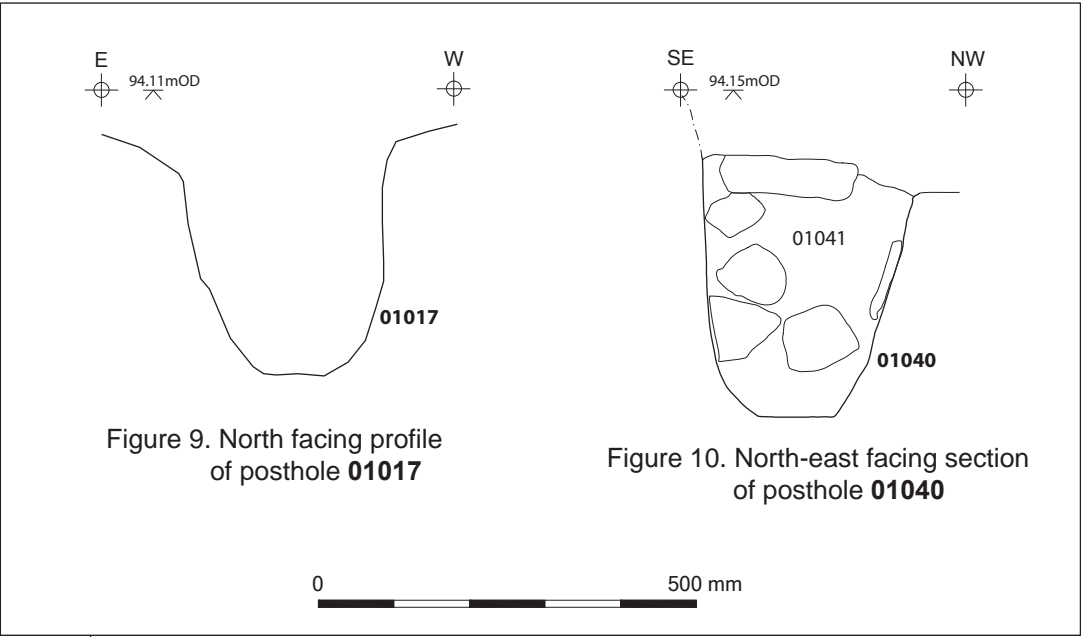 E
W
94.11mOD
01017
Figure 9. North facing profile
of posthole 01017
SE
NW
94.15mOD
01041
01040
Figure 10. North-east facing section
of posthole 01040
0
500 mm